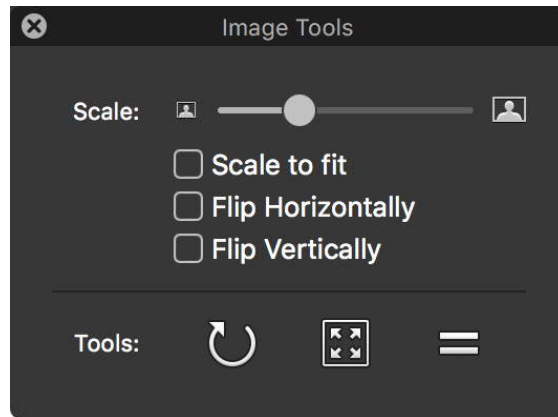 Image Tools
Scale:
Scale to fit
Flip Horizontally
Flip Vertically
Tools: